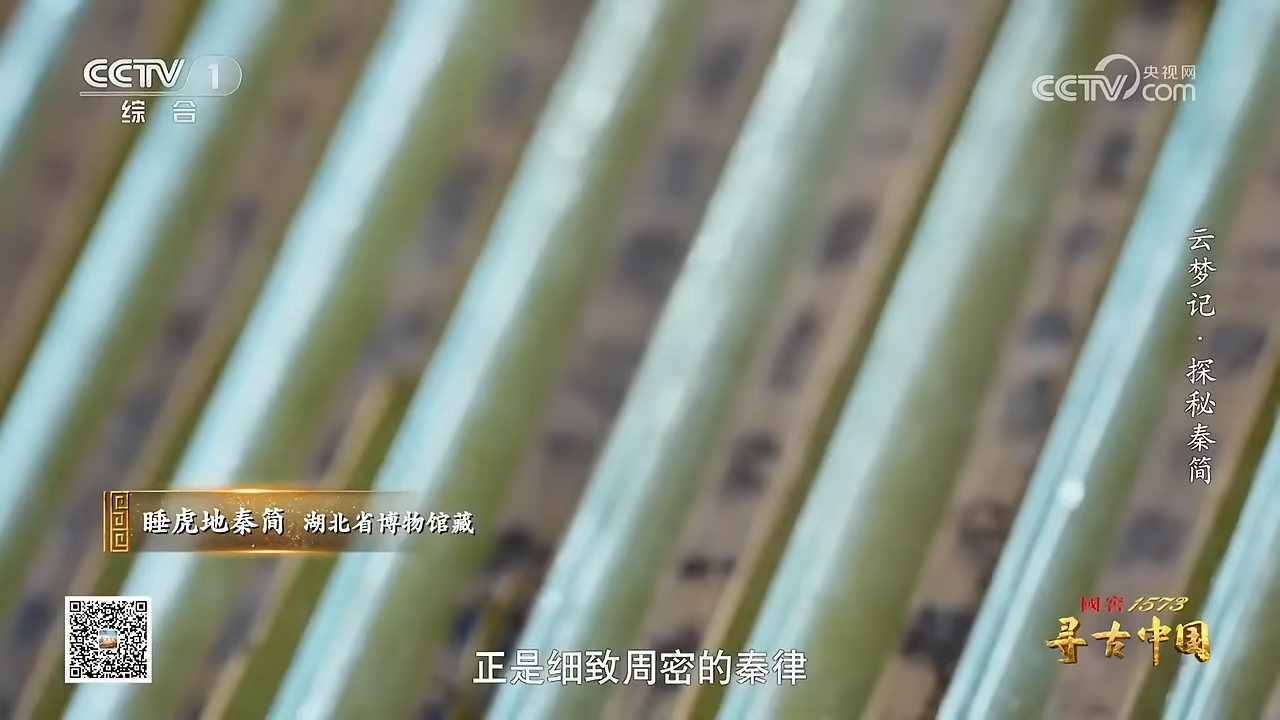 CCTV 1
综合
CCTV 央视网
com
云梦记·探秘秦简
睡虎地秦简 湖北省博物馆藏
國窖1573
寻古中国
正是细致周密的秦律